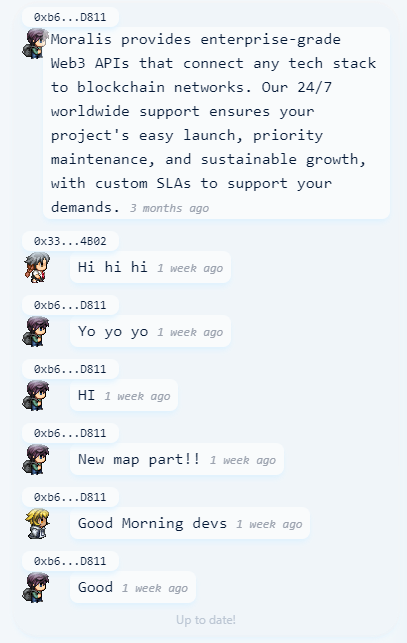 0xb6...D811
Moralis provides enterprise-grade
Web3 APIs that connect any tech stack
to blockchain networks. Our 24/7
worldwide support ensures your
project's easy launch, priority
maintenance, and sustainable growth,
with custom SLAs to support your
demands. 3 months ago
0x33...4B02
Hi hi hi 1 week ago
0xb6...D811
Yo yo yo 1 week ago
0xb6...D811
HI 1 week ago
0xb6...D811
New map part!! 1 week ago
0xb6...D811
Good Morning devs 1 week ago
0xb6...D811
Good 1 week ago
Up to date!